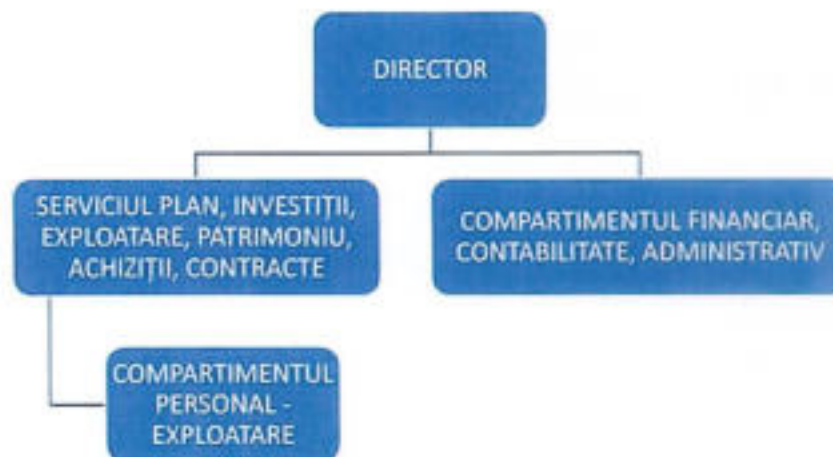 DIRECTOR
SERVICIUL PLAN, INVESTIȚII,
EXPLOATARE, PATRIMONIU,
ACHIZIȚII, CONTRACTE
COMPARTIMENTUL FINANCIAR,
CONTABILITATE, ADMINISTRATIV
COMPARTIMENTUL
PERSONAL -
EXPLOATARE